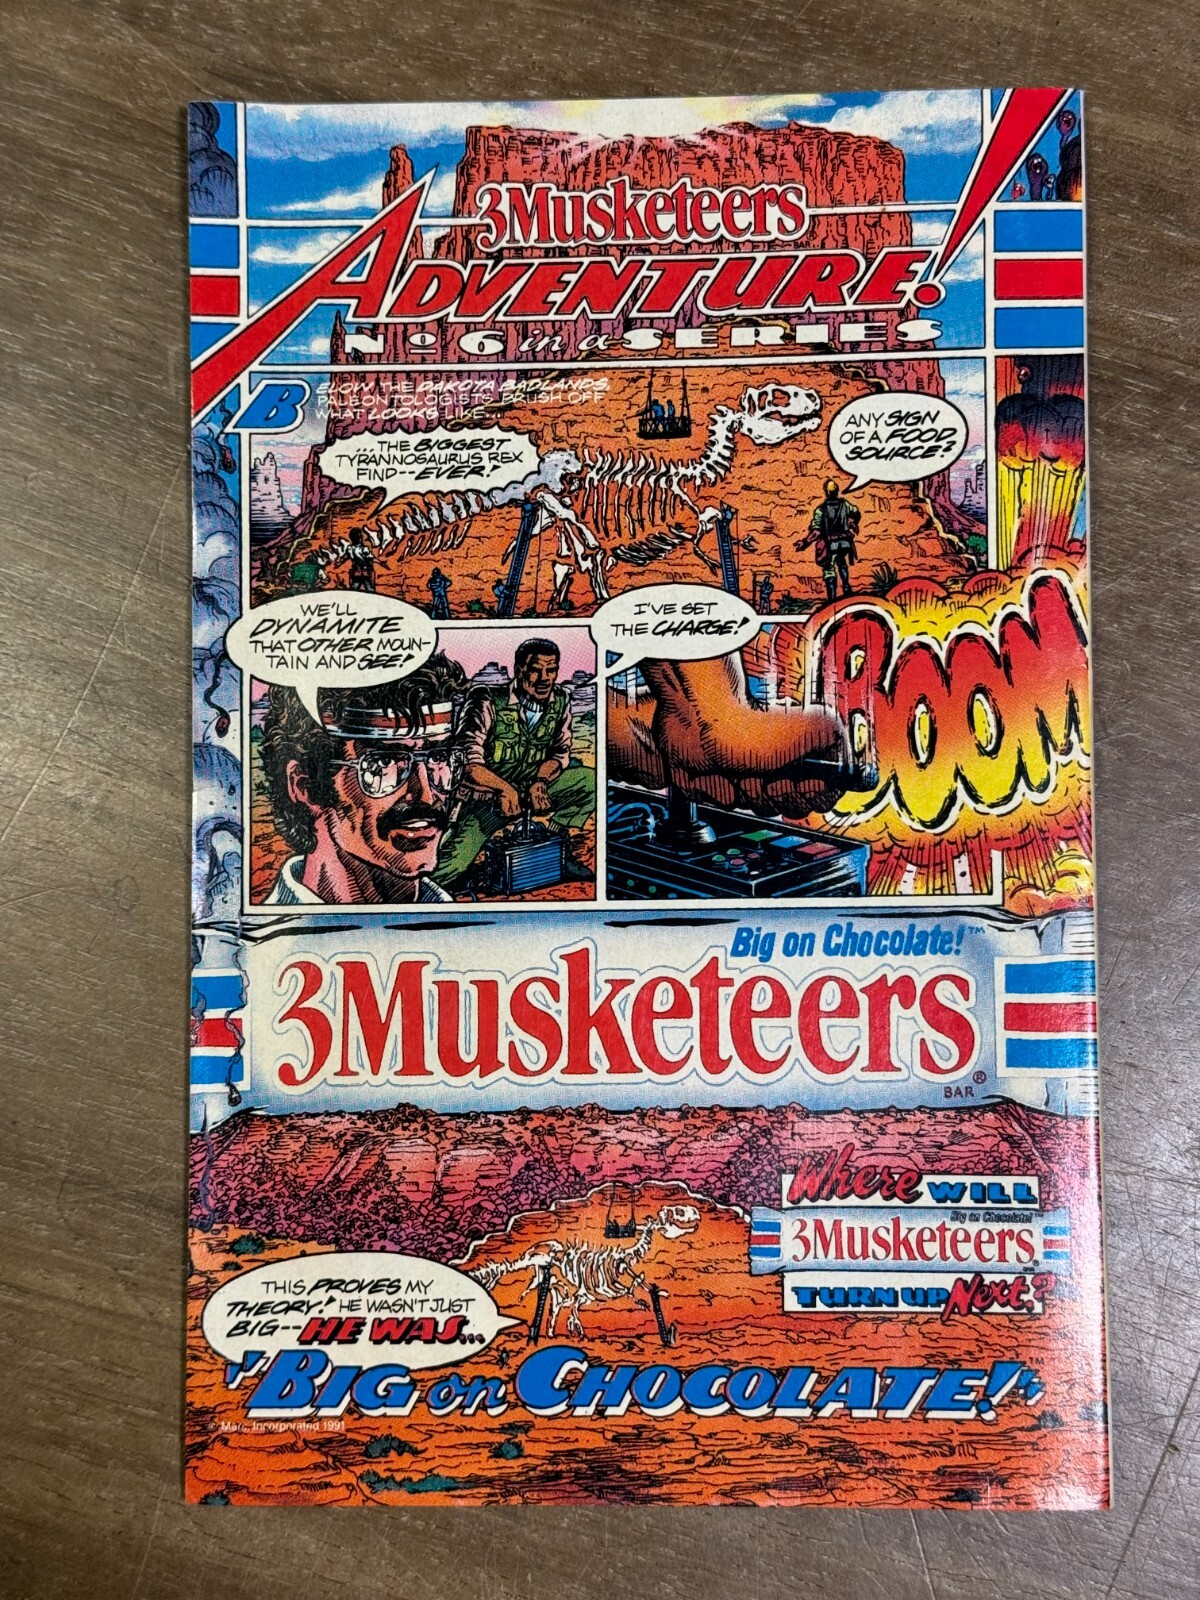 3Musketeers
BAR
ADVENTURE!
No 6 in a SERIES
BELOW THE DAKOTA BADLANDS,
PALEONTOLOGISTS BRUSH OFF
WHAT LOOKS LIKE...
...THE BIGGEST
TYRANNOSAURUS REX
FIND--EVER!
ANY SIGN
OF A FOOD
SOURCE?
WE'LL
DYNAMITE
THAT OTHER MOUN-
TAIN AND SEE!
I'VE SET
THE CHARGE!
BOOM
Big on Chocolate!™
3Musketeers
BAR®
Where WILL
Big on Chocolate!
3Musketeers
TURN UP Next?
THIS PROVES MY
THEORY! HE WASN'T JUST
BIG--HE WAS...
"BIG on CHOCOLATE!"™
© Mars, Incorporated 1991